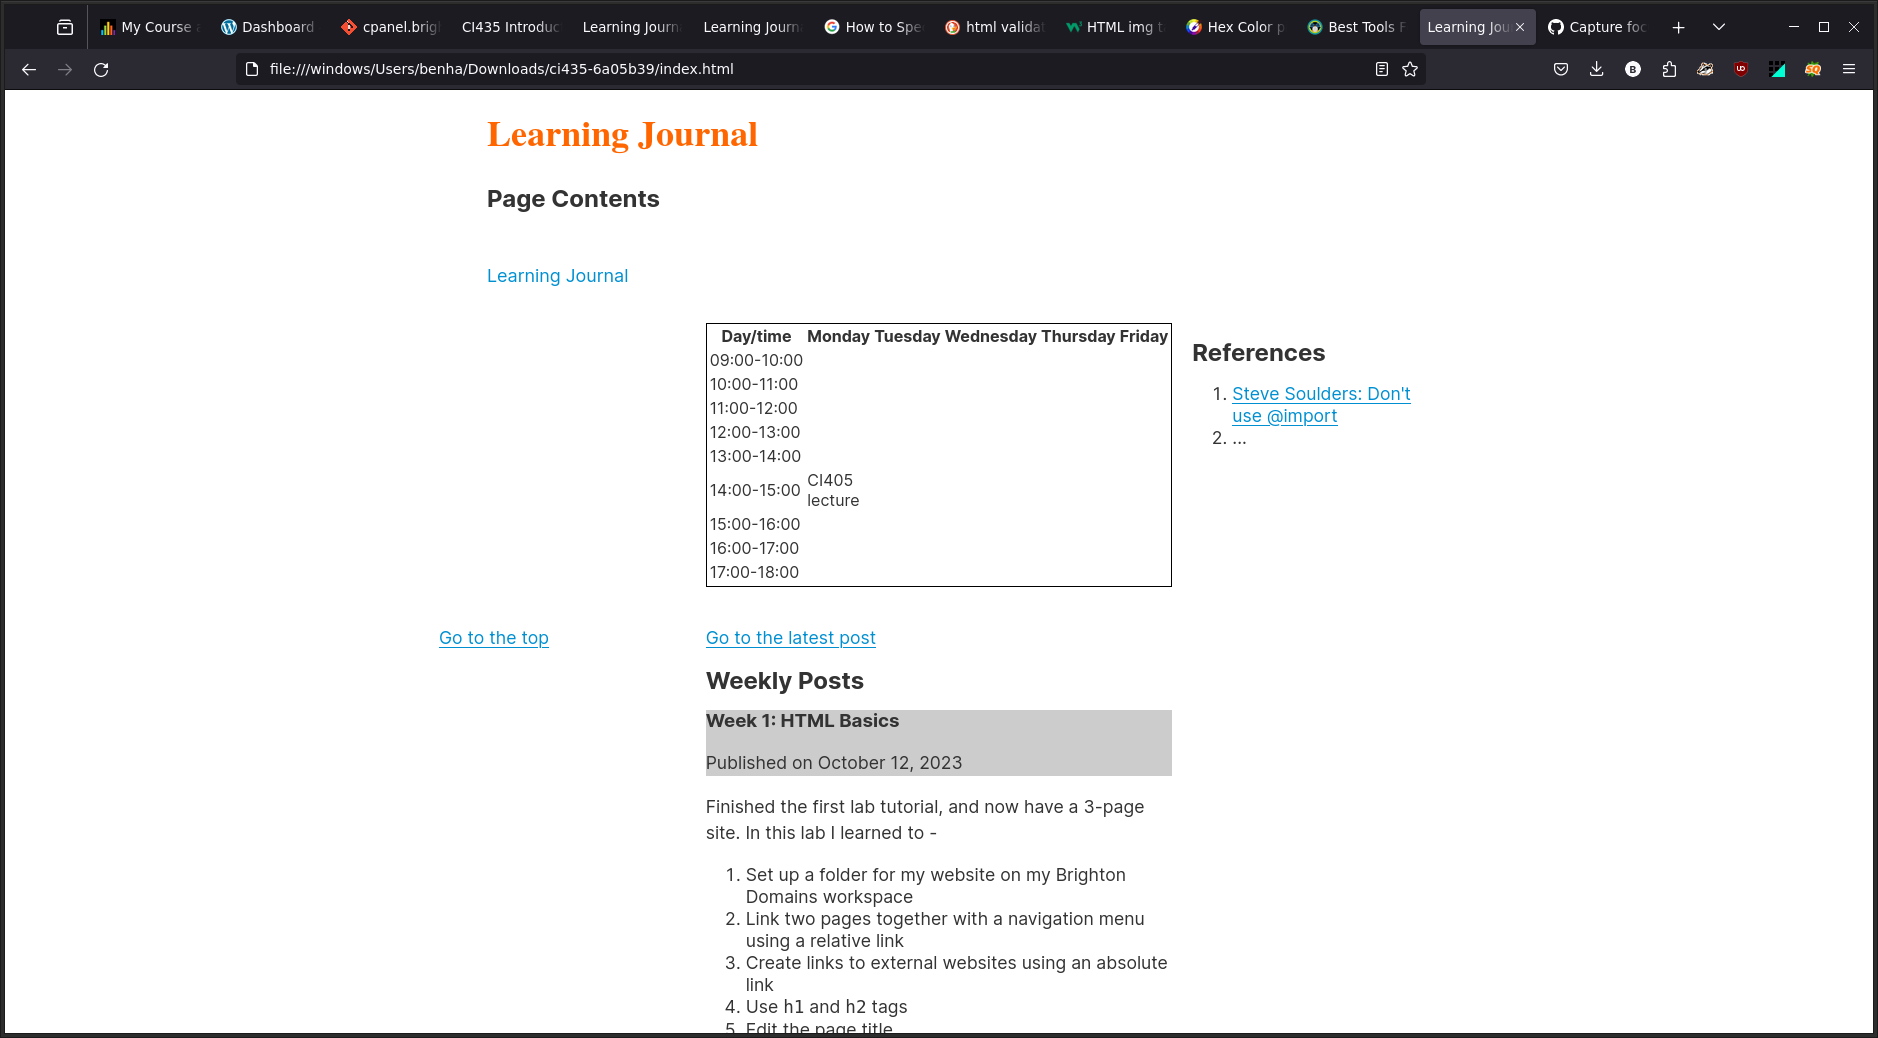 My Course a
Dashboard
cpanel.brigh
CI435 Introduc
Learning Journ
Learning Journ
How to Spe
html validat
HTML img t
Hex Color p
Best Tools F
Learning Jou
Capture foc
file:///windows/Users/benha/Downloads/ci435-6a05b39/index.html
Learning Journal
Page Contents
Learning Journal
Day/time Monday Tuesday Wednesday Thursday Friday
09:00-10:00
10:00-11:00
11:00-12:00
12:00-13:00
13:00-14:00
14:00-15:00 CI405
lecture
15:00-16:00
16:00-17:00
17:00-18:00
References
1. Steve Soulders: Don't
use @import
2. ...
Go to the top
Go to the latest post
Weekly Posts
Week 1: HTML Basics
Published on October 12, 2023
Finished the first lab tutorial, and now have a 3-page
site. In this lab I learned to -
1. Set up a folder for my website on my Brighton
Domains workspace
2. Link two pages together with a navigation menu
using a relative link
3. Create links to external websites using an absolute
link
4. Use h1 and h2 tags
5. Edit the page title